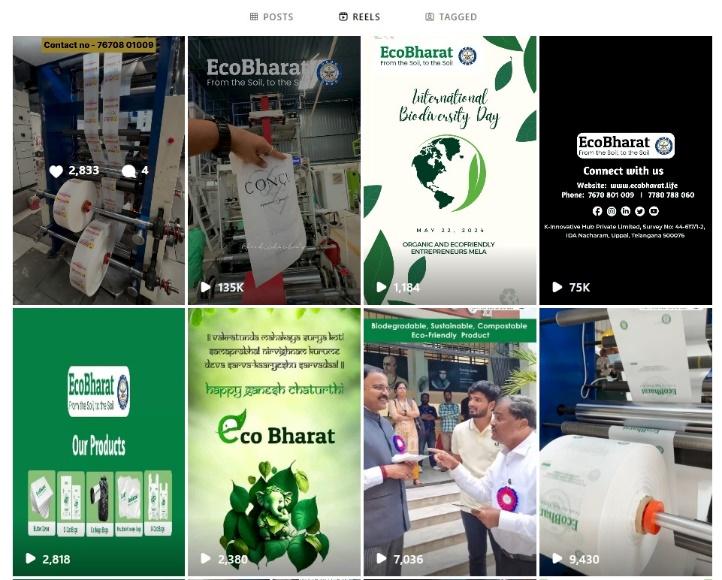 POSTS
REELS
TAGGED
Contact no - 76708 01009
2,833
4
EcoBharat
From the Soil, to the Soil
135K
EcoBharat
From the Soil, to the Soil
International
Biodiversity Day
MAY 22, 2024
ORGANIC AND ECOFRIENDLY
ENTREPRENEURS MELA
1,184
EcoBharat
From the Soil, to the Soil
Connect with us
Website: www.ecobharat.life
Phone: 7670 801 009 | 7780 788 060
K-Innovative Hub Private Limited, Survey No: 44-6T/1-2,
IDA Nacharam, Uppal, Telangana 500076
75K
EcoBharat
From the Soil, to the Soil
Our Products
2,818
|| vakratunda mahakaya surya koti
samaprabha| nirvighnam kurume
deva sarva-kaaryeshu sarvadaa ||
happy ganesh chaturthi
Eco Bharat
2,380
Biodegradable, Sustainable, Compostable
Eco-Friendly Product
7,036
EcoBharat
9,430